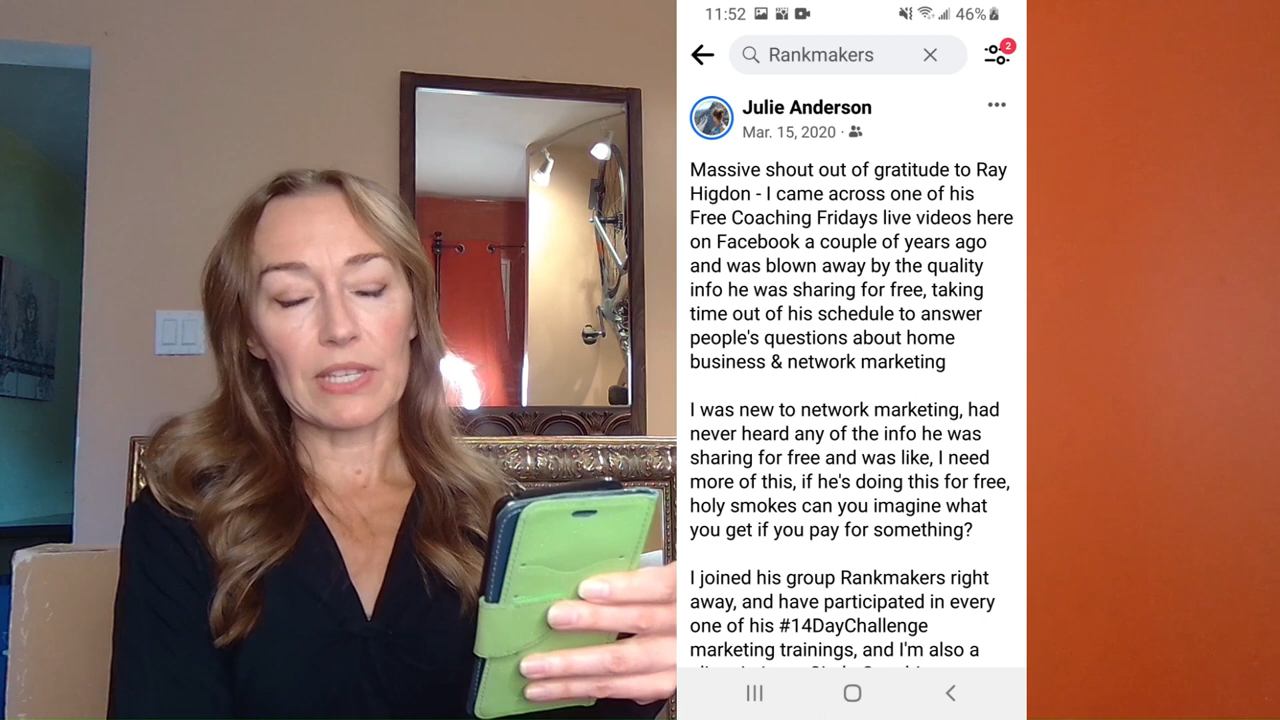 11:52
46%
Rankmakers
2
Julie Anderson
Mar. 15, 2020 ·
Massive shout out of gratitude to Ray
Higdon - I came across one of his
Free Coaching Fridays live videos here
on Facebook a couple of years ago
and was blown away by the quality
info he was sharing for free, taking
time out of his schedule to answer
people's questions about home
business & network marketing
I was new to network marketing, had
never heard any of the info he was
sharing for free and was like, I need
more of this, if he's doing this for free,
holy smokes can you imagine what
you get if you pay for something?
I joined his group Rankmakers right
away, and have participated in every
one of his #14DayChallenge
marketing trainings, and I'm also a